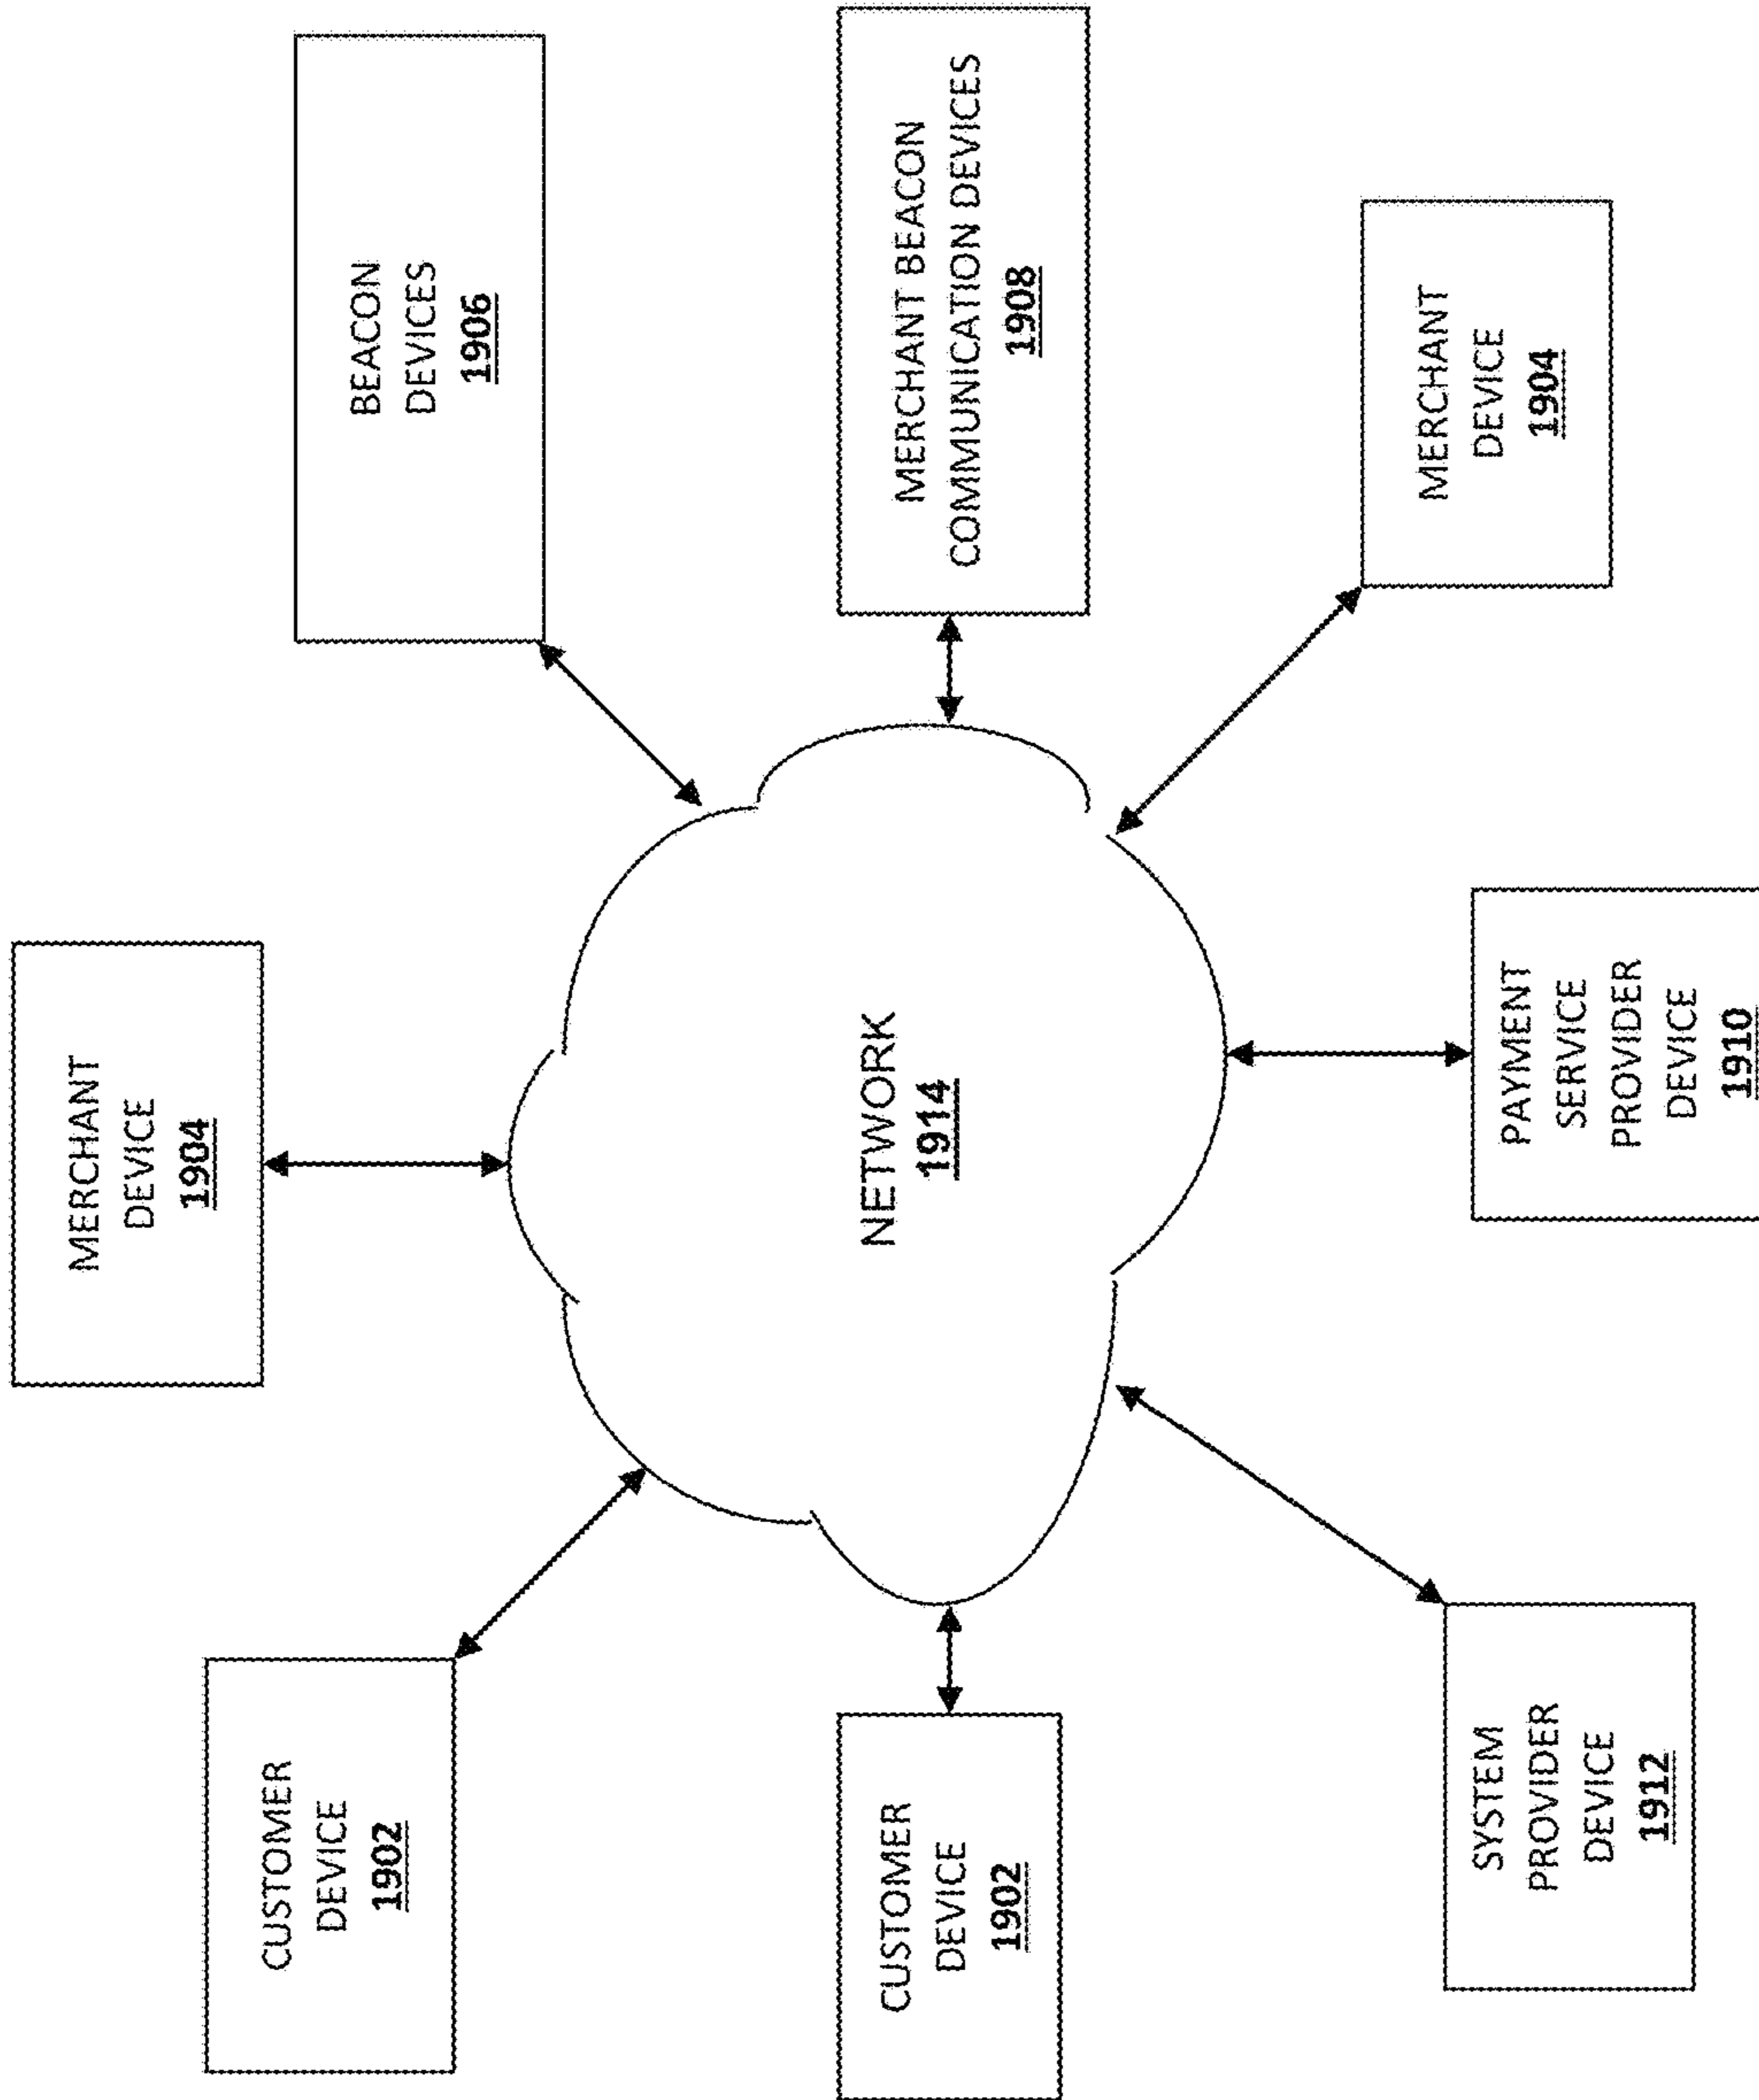 CUSTOMER
DEVICE
1902
MERCHANT
DEVICE
1904
BEACON
DEVICES
1906
CUSTOMER
DEVICE
1902
NETWORK
1914
MERCHANT BEACON
COMMUNICATION DEVICES
1908
SYSTEM
PROVIDER
DEVICE
1912
PAYMENT
SERVICE
PROVIDER
DEVICE
1910
MERCHANT
DEVICE
1904